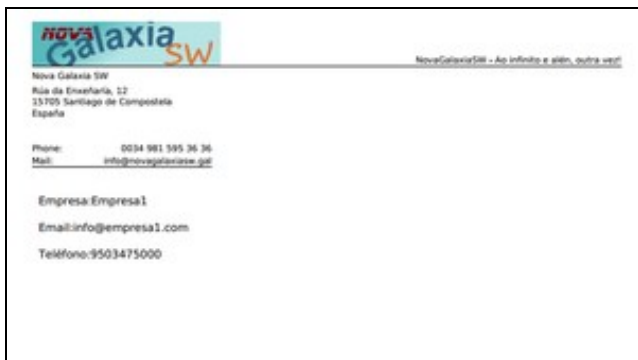 NOVA
Galaxia
SW
NovaGalaxiaSW - Ao infinito e alén, outra vez!
Nova Galaxia SW
Rúa da Enxeñaría, 12
15705 Santiago de Compostela
España
Phone: 0034 981 595 36 36
Mail: info@novagalaxiasw.gal
Empresa:Empresa1
Email:info@empresa1.com
Teléfono:9503475000